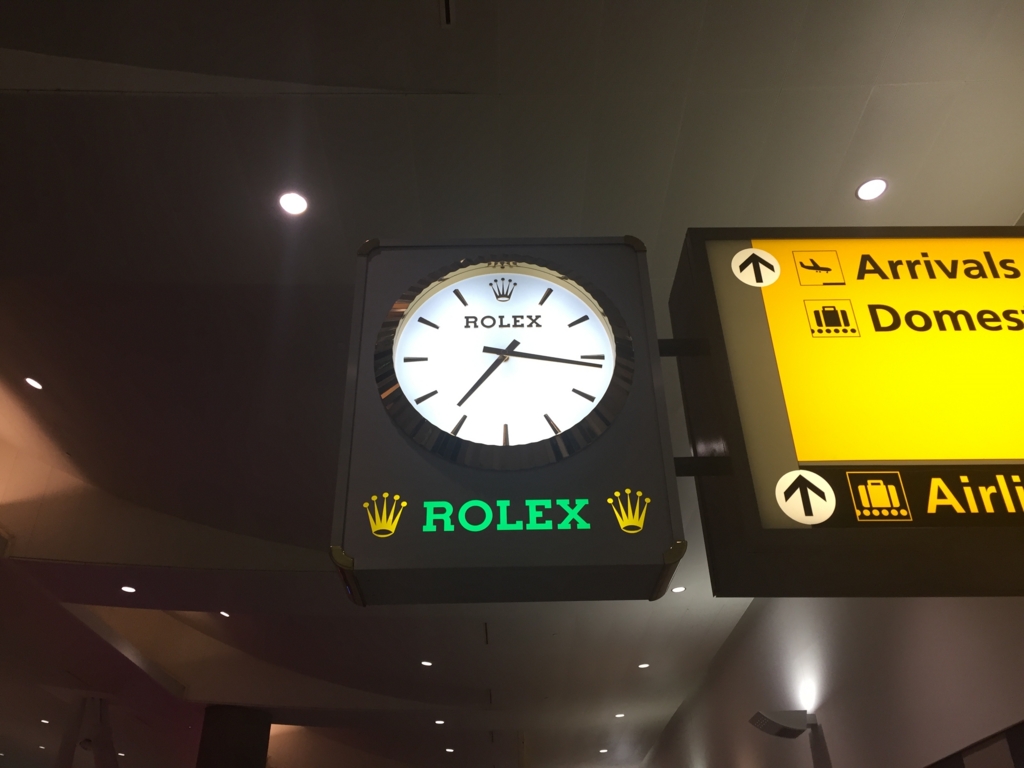 ROLEX
ROLEX
Arrivals
Domes
Airli